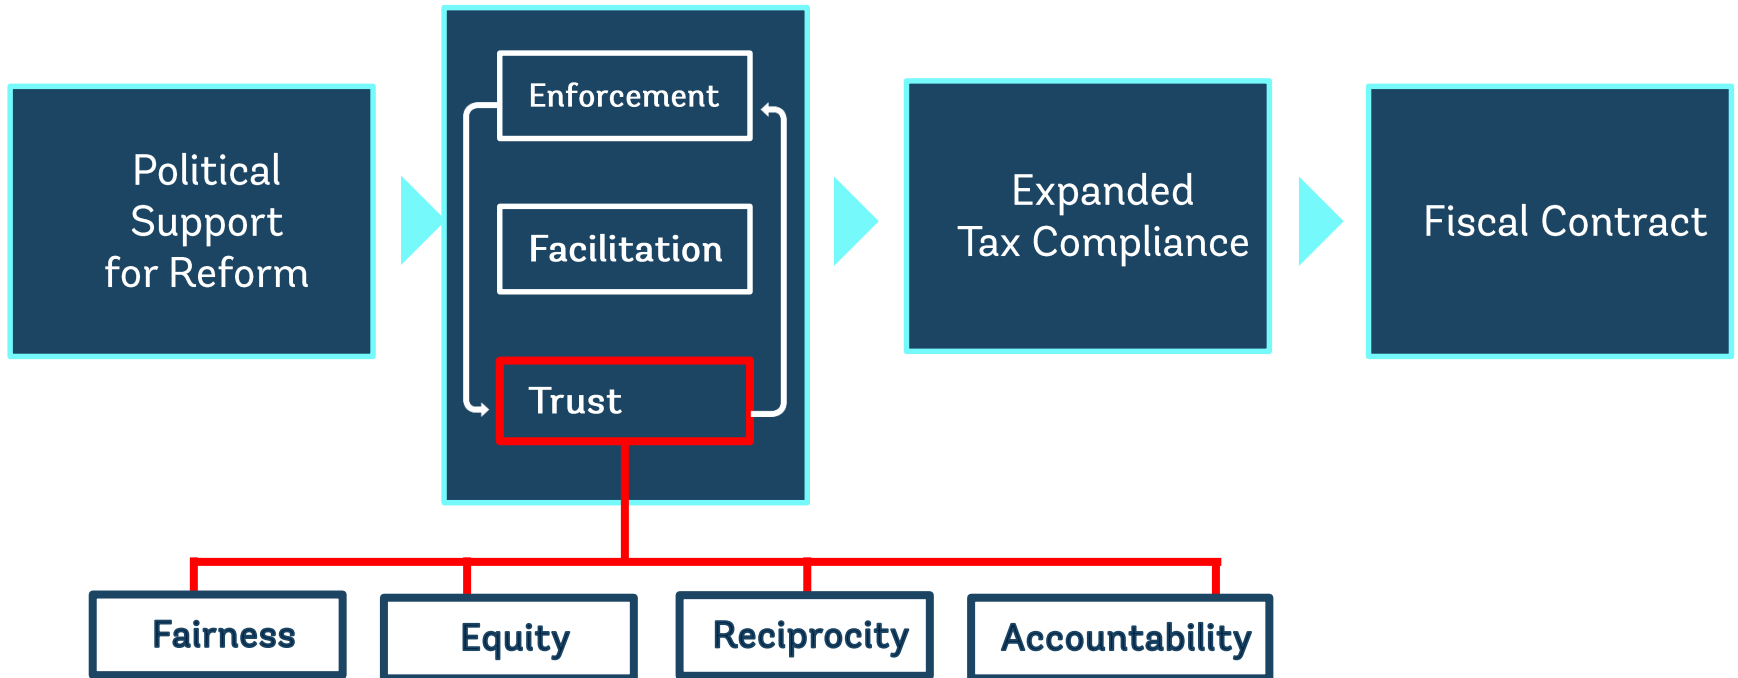 Political
Support
for Reform
Enforcement
Facilitation
Trust
Expanded
Tax Compliance
Fiscal Contract
Fairness
Equity
Reciprocity
Accountability